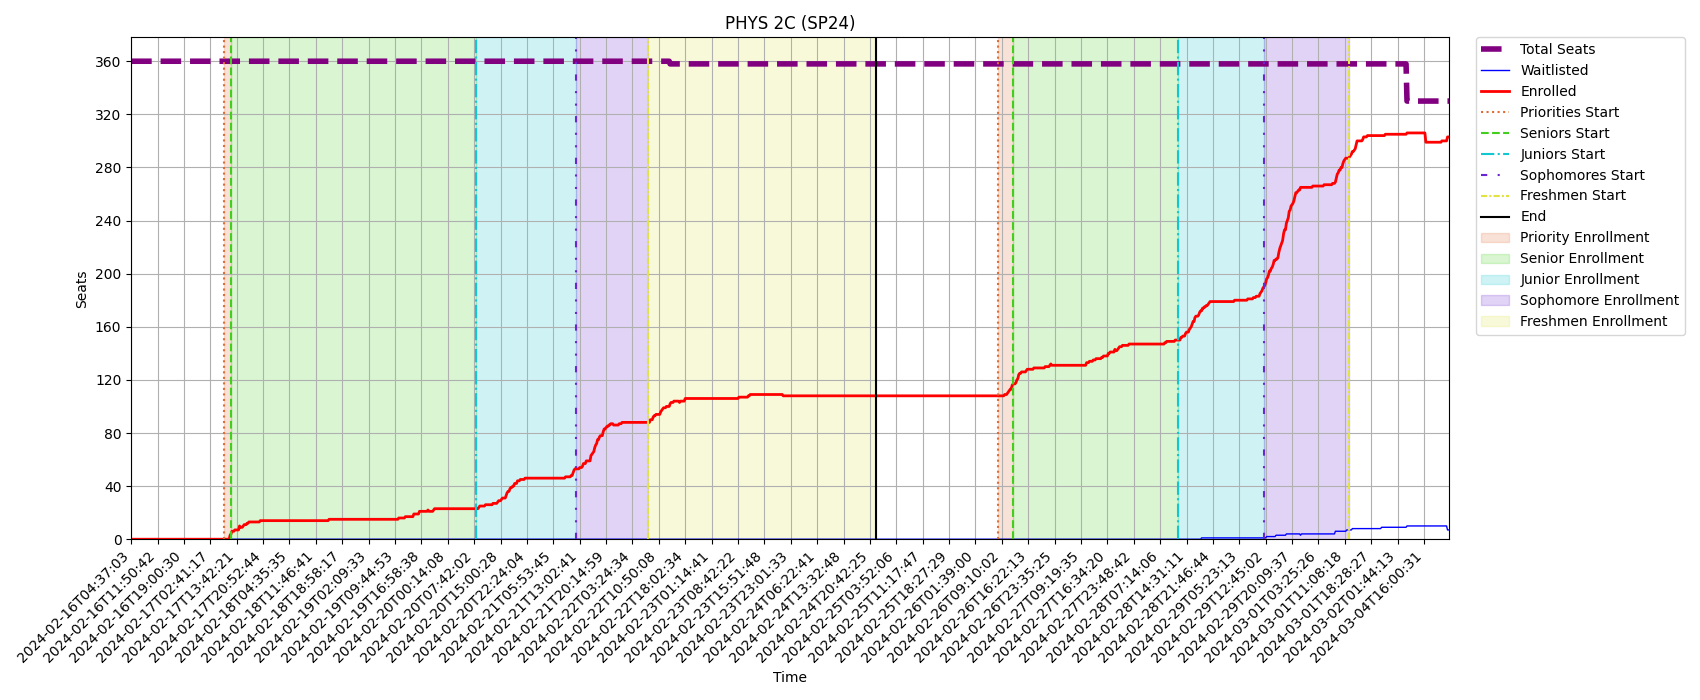 PHYS 2C (SP24)
Seats
360
320
280
240
200
160
120
80
40
0
2024-02-16T04:37:03
2024-02-16T11:50:42
2024-02-16T19:00:30
2024-02-17T02:41:17
2024-02-17T13:42:21
2024-02-17T20:52:44
2024-02-18T04:35:35
2024-02-18T11:46:41
2024-02-18T18:58:17
2024-02-19T02:09:33
2024-02-19T09:44:53
2024-02-19T16:58:38
2024-02-20T00:14:08
2024-02-20T07:42:02
2024-02-20T15:00:28
2024-02-20T22:24:04
2024-02-21T05:53:45
2024-02-21T13:02:41
2024-02-21T20:14:59
2024-02-22T03:24:34
2024-02-22T10:50:08
2024-02-22T18:02:34
2024-02-23T01:14:41
2024-02-23T08:42:22
2024-02-23T15:51:48
2024-02-23T23:01:33
2024-02-24T06:22:41
2024-02-24T13:32:48
2024-02-24T20:42:25
2024-02-25T03:52:06
2024-02-25T11:17:47
2024-02-25T18:27:29
2024-02-26T01:39:00
2024-02-26T09:10:02
2024-02-26T16:22:13
2024-02-26T23:35:25
2024-02-27T09:19:35
2024-02-27T16:34:20
2024-02-27T23:48:42
2024-02-28T07:14:06
2024-02-28T14:31:11
2024-02-28T21:46:44
2024-02-29T05:23:13
2024-02-29T12:45:02
2024-02-29T20:09:37
2024-03-01T03:25:26
2024-03-01T11:08:18
2024-03-01T18:28:27
2024-03-02T01:44:13
2024-03-04T16:00:31
Time
Total Seats
Waitlisted
Enrolled
Priorities Start
Seniors Start
Juniors Start
Sophomores Start
Freshmen Start
End
Priority Enrollment
Senior Enrollment
Junior Enrollment
Sophomore Enrollment
Freshmen Enrollment